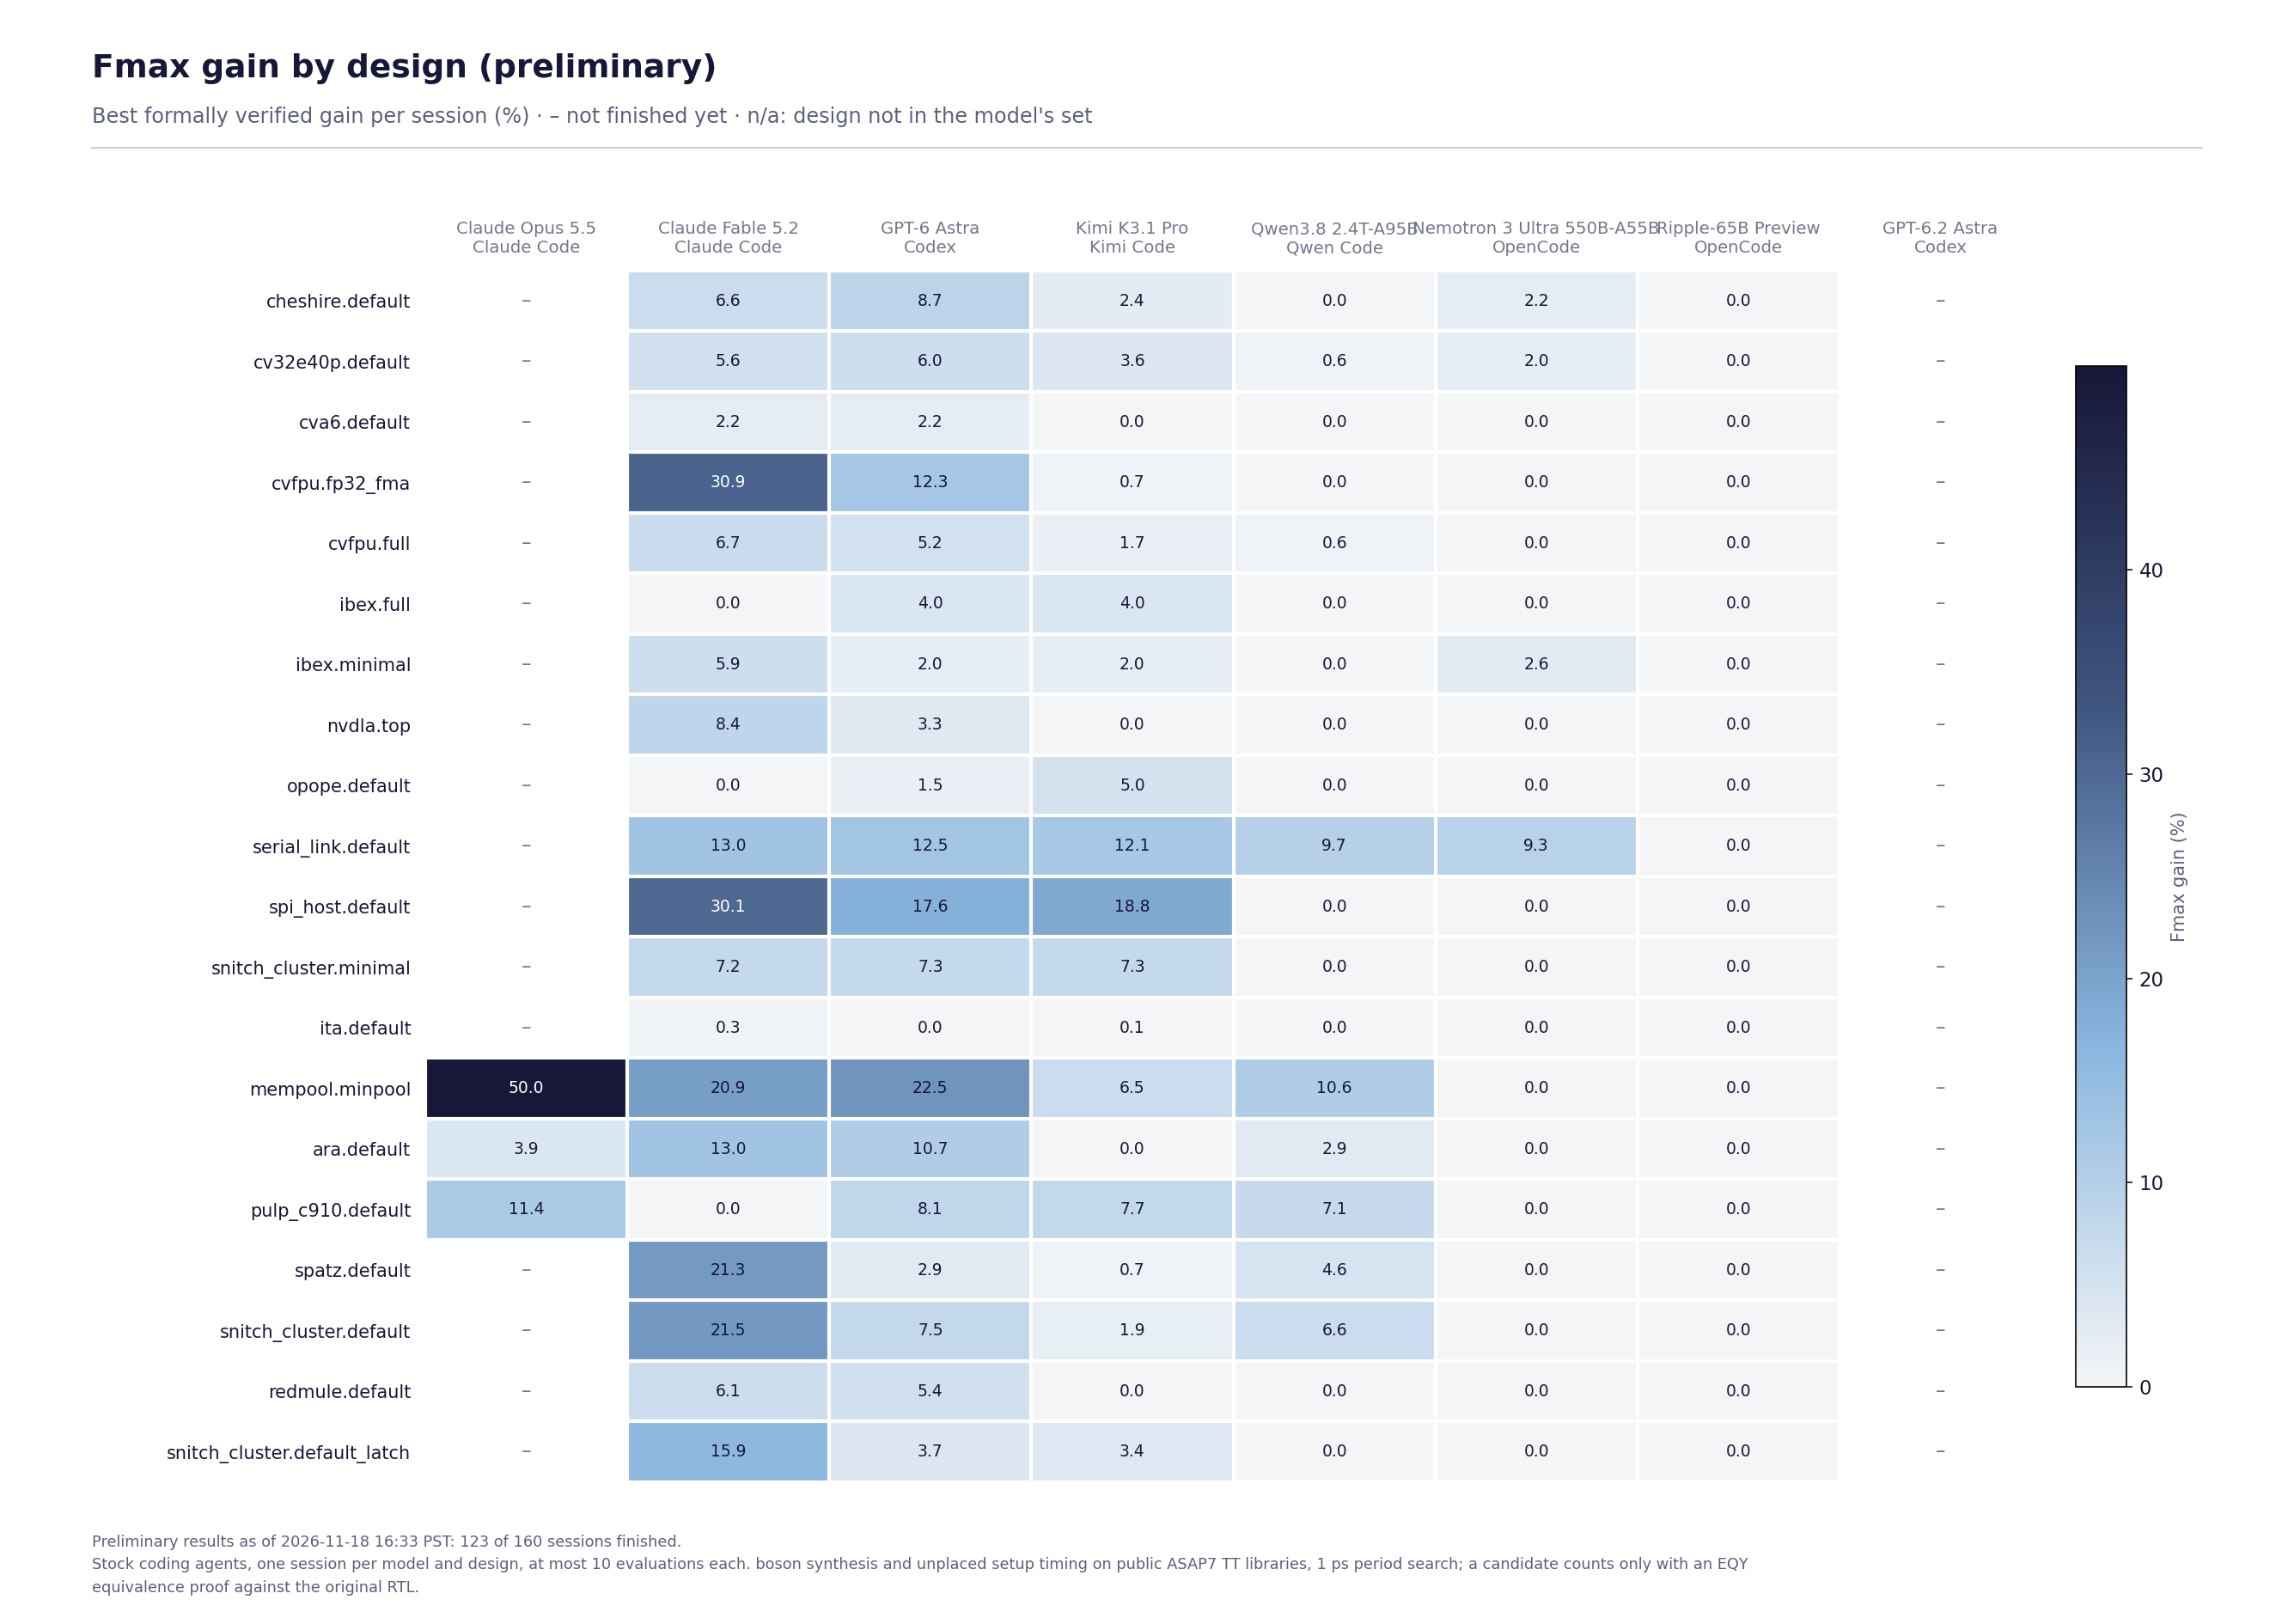 Fmax gain by design (preliminary)
Best formally verified gain per session (%) · – not finished yet · n/a: design not in the model's set
Claude Opus 5.5 Claude Fable 5.2 GPT-6 Astra Kimi K3.1 Pro Qwen3.8 2.4T-A95B Nemotron 3 Ultra 550B-A55B Ripple-65B Preview GPT-6.2 Astra
Claude Code Claude Code Codex Kimi Code Qwen Code OpenCode OpenCode Codex
cheshire.default – 6.6 8.7 2.4 0.0 2.2 0.0 –
cv32e40p.default – 5.6 6.0 3.6 0.6 2.0 0.0 –
cva6.default – 2.2 2.2 0.0 0.0 0.0 0.0 –
cvfpu.fp32_fma – 30.9 12.3 0.7 0.0 0.0 0.0 –
cvfpu.full – 6.7 5.2 1.7 0.6 0.0 0.0 –
ibex.full – 0.0 4.0 4.0 0.0 0.0 0.0 –
ibex.minimal – 5.9 2.0 2.0 0.0 2.6 0.0 –
nvdla.top – 8.4 3.3 0.0 0.0 0.0 0.0 –
opope.default – 0.0 1.5 5.0 0.0 0.0 0.0 –
serial_link.default – 13.0 12.5 12.1 9.7 9.3 0.0 –
spi_host.default – 30.1 17.6 18.8 0.0 0.0 0.0 –
snitch_cluster.minimal – 7.2 7.3 7.3 0.0 0.0 0.0 –
ita.default – 0.3 0.0 0.1 0.0 0.0 0.0 –
mempool.minpool 50.0 20.9 22.5 6.5 10.6 0.0 0.0 –
ara.default 3.9 13.0 10.7 0.0 2.9 0.0 0.0 –
pulp_c910.default 11.4 0.0 8.1 7.7 7.1 0.0 0.0 –
spatz.default – 21.3 2.9 0.7 4.6 0.0 0.0 –
snitch_cluster.default – 21.5 7.5 1.9 6.6 0.0 0.0 –
redmule.default – 6.1 5.4 0.0 0.0 0.0 0.0 –
snitch_cluster.default_latch – 15.9 3.7 3.4 0.0 0.0 0.0 –
40
30
20
10
0
Fmax gain (%)
Preliminary results as of 2026-11-18 16:33 PST: 123 of 160 sessions finished.
Stock coding agents, one session per model and design, at most 10 evaluations each. boson synthesis and unplaced setup timing on public ASAP7 TT libraries, 1 ps period search; a candidate counts only with an EQY
equivalence proof against the original RTL.